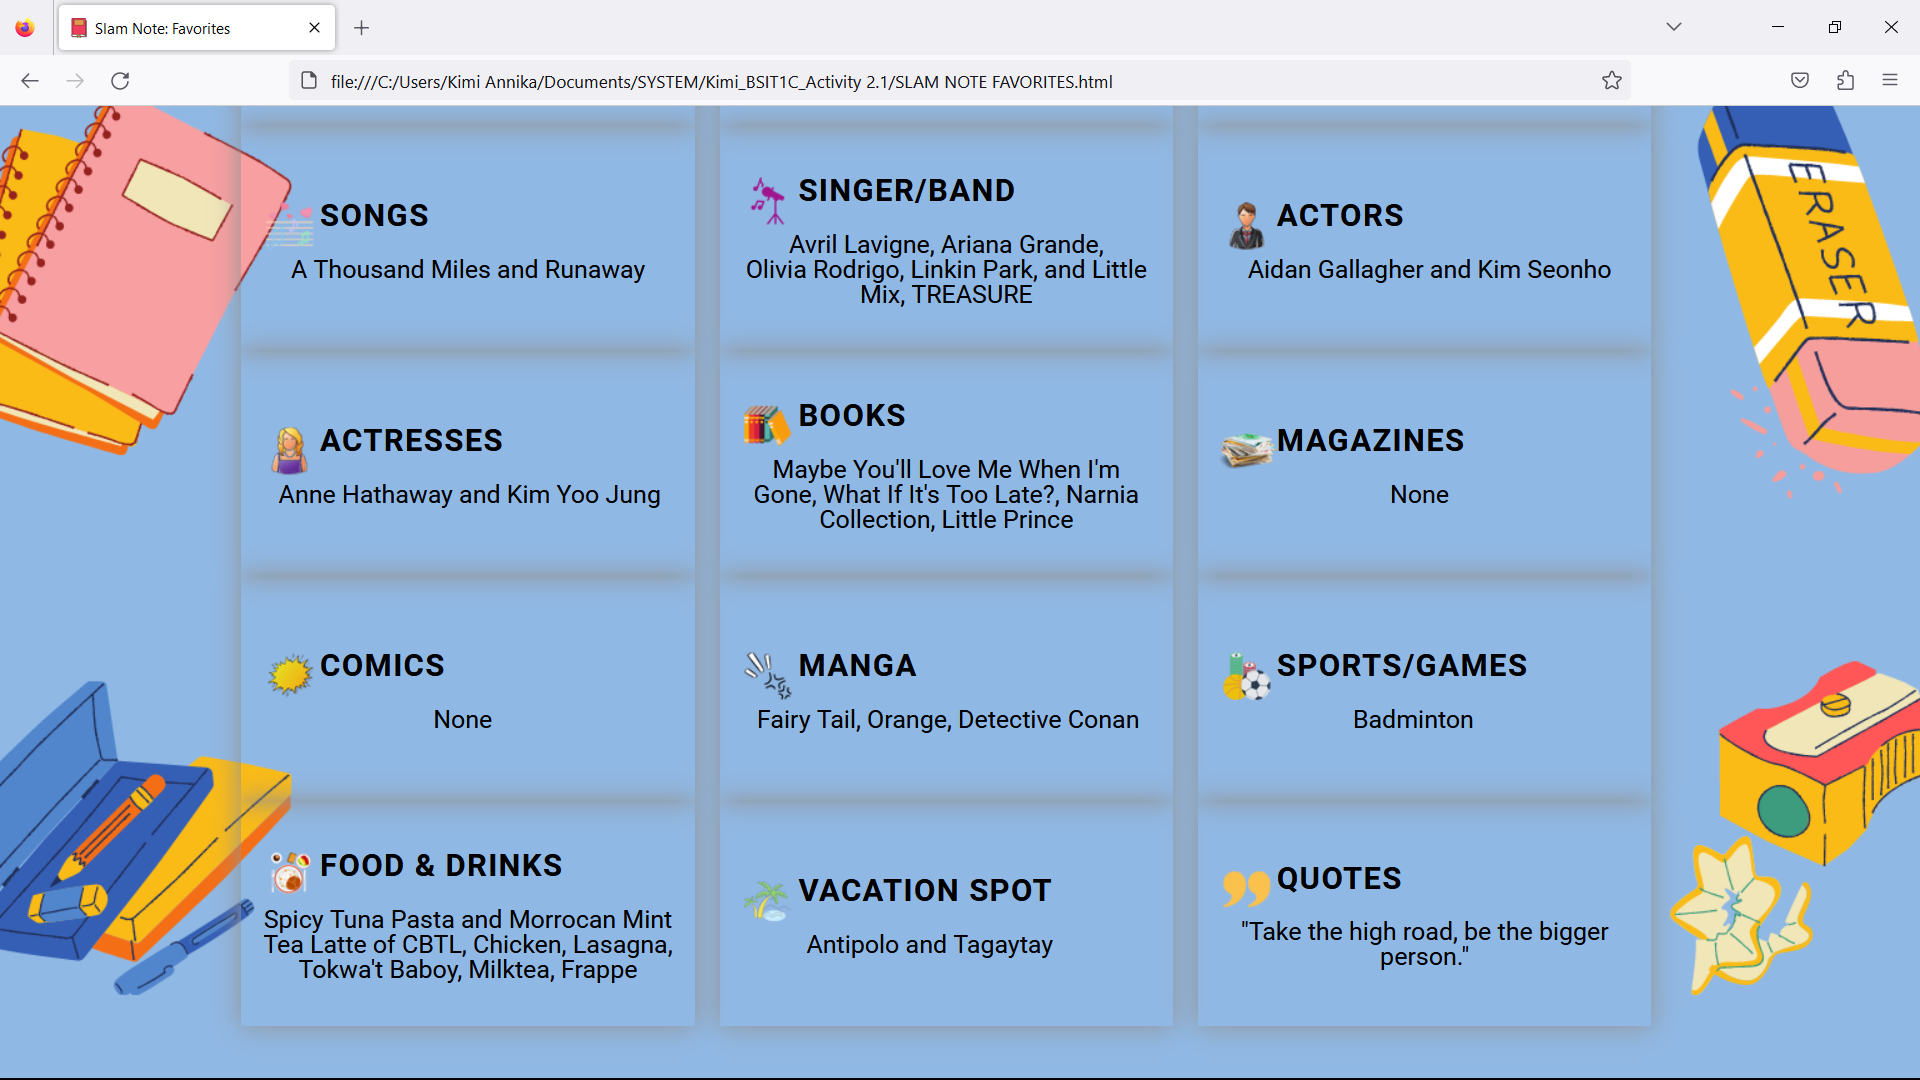 Slam Note: Favorites
file:///C:/Users/Kimi Annika/Documents/SYSTEM/Kimi_BSIT1C_Activity 2.1/SLAM NOTE FAVORITES.html
SONGS
A Thousand Miles and Runaway
SINGER/BAND
Avril Lavigne, Ariana Grande,
Olivia Rodrigo, Linkin Park, and Little
Mix, TREASURE
ACTORS
Aidan Gallagher and Kim Seonho
ERASER
ACTRESSES
Anne Hathaway and Kim Yoo Jung
BOOKS
Maybe You'll Love Me When I'm
Gone, What If It's Too Late?, Narnia
Collection, Little Prince
MAGAZINES
None
COMICS
None
MANGA
Fairy Tail, Orange, Detective Conan
SPORTS/GAMES
Badminton
FOOD & DRINKS
Spicy Tuna Pasta and Morrocan Mint
Tea Latte of CBTL, Chicken, Lasagna,
Tokwa't Baboy, Milktea, Frappe
VACATION SPOT
Antipolo and Tagaytay
QUOTES
"Take the high road, be the bigger
person."